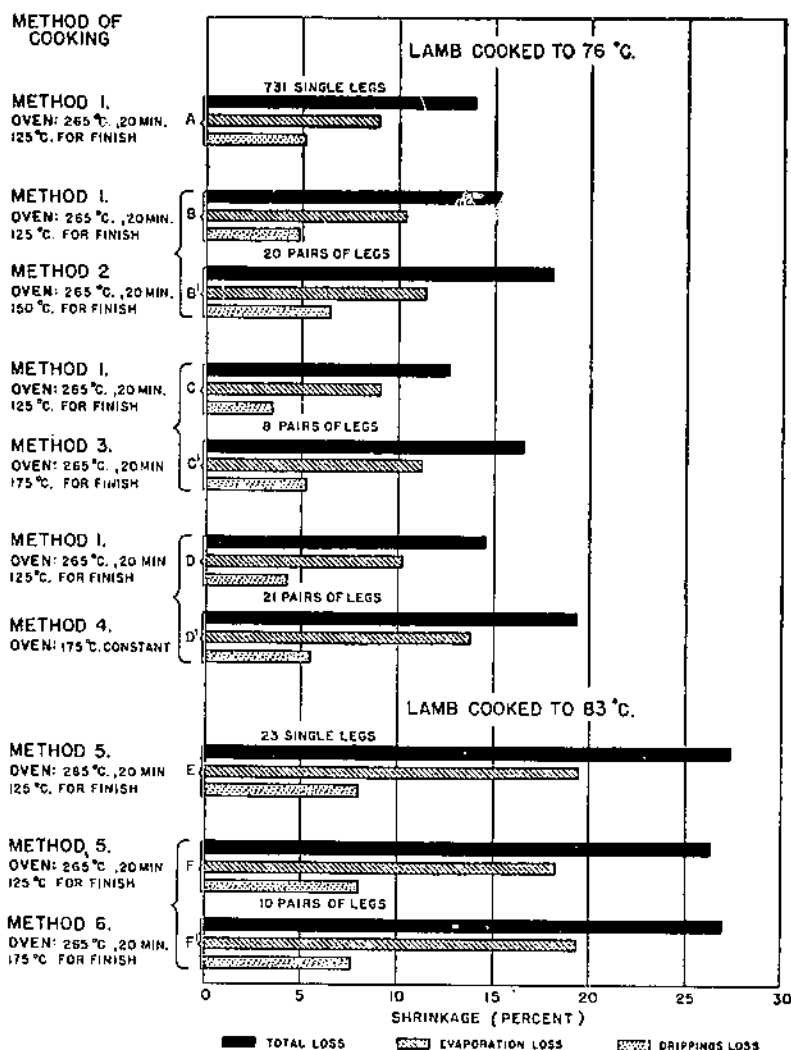 METHOD OF
COOKING
LAMB COOKED TO 76 °C.
731 SINGLE LEGS
METHOD 1.
OVEN: 265 °C. ,20 MIN.
125°C. FOR FINISH
A
METHOD 1.
OVEN: 265 °C. ,20 MIN.
125°C. FOR FINISH
B
20 PAIRS OF LEGS
METHOD 2
OVEN: 265 °C. ,20 MIN.
150 °C. FOR FINISH
B'
METHOD 1.
OVEN: 265 °C. ,20 MIN.
125°C. FOR FINISH
C
8 PAIRS OF LEGS
METHOD 3.
OVEN: 265 °C. ,20 MIN
175 °C. FOR FINISH
C'
METHOD 1.
OVEN: 265 °C. ,20 MIN
125°C. FOR FINISH
D
21 PAIRS OF LEGS
METHOD 4.
OVEN: 175 °C. CONSTANT
D'
LAMB COOKED TO 83 °C.
23 SINGLE LEGS
METHOD 5.
OVEN: 265 °C. ,20 MIN
125°C. FOR FINISH
E
METHOD 5.
OVEN: 265 °C ,20 MIN
125°C FOR FINISH
F
10 PAIRS OF LEGS
METHOD 6.
OVEN: 265 °C ,20 MIN.
175 °C FOR FINISH
F'
0 5 10 15 20 25 30
SHRINKAGE (PERCENT)
TOTAL LOSS EVAPORATION LOSS DRIPPINGS LOSS